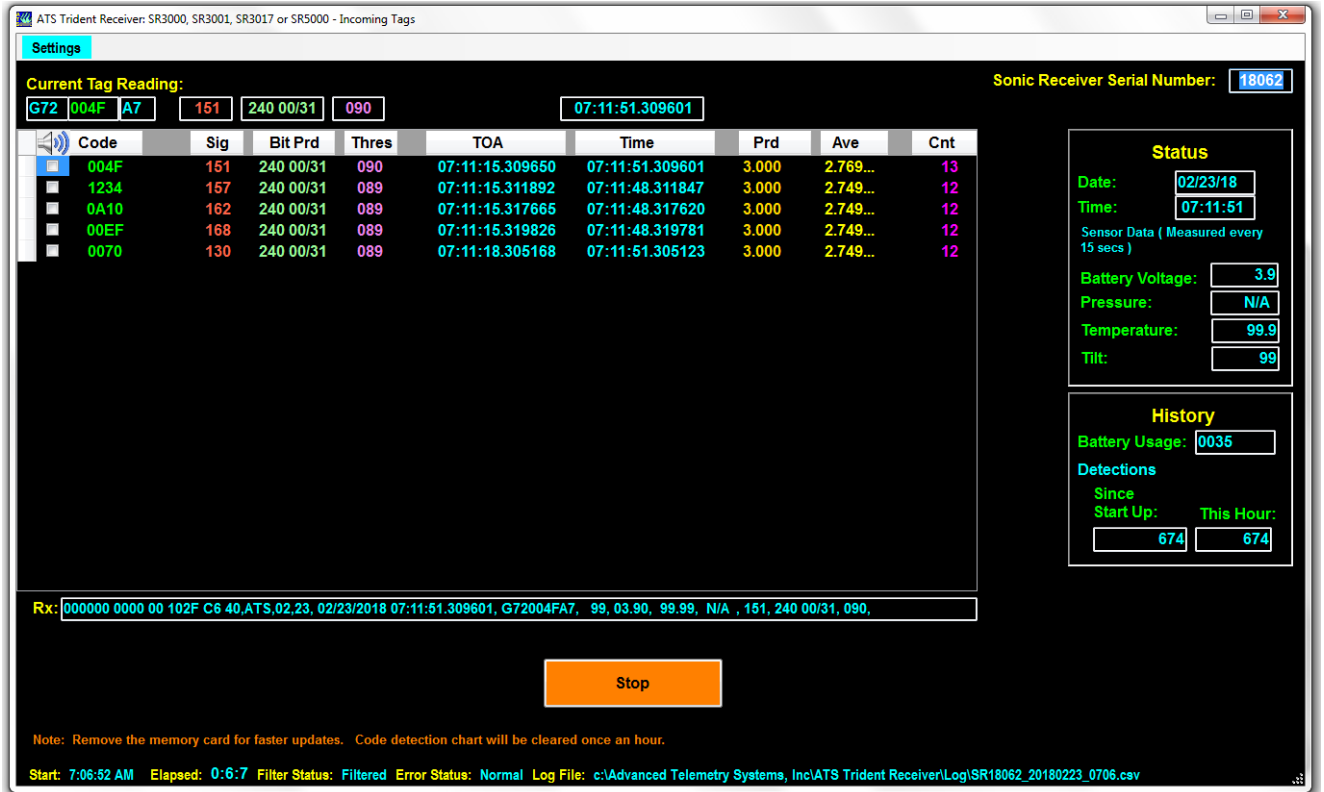 ATS Trident Receiver: SR3000, SR3001, SR3017 or SR5000 - Incoming Tags
Settings
Current Tag Reading:
Sonic Receiver Serial Number: 18062
G72 004F A7 151 240 00/31 090 07:11:51.309601
Code Sig Bit Prd Thres TOA Time Prd Ave Cnt
004F 151 240 00/31 090 07:11:15.309650 07:11:51.309601 3.000 2.769... 13
1234 157 240 00/31 089 07:11:15.311892 07:11:48.311847 3.000 2.749... 12
0A10 162 240 00/31 089 07:11:15.317665 07:11:48.317620 3.000 2.749... 12
00EF 168 240 00/31 089 07:11:15.319826 07:11:48.319781 3.000 2.749... 12
0070 130 240 00/31 089 07:11:18.305168 07:11:51.305123 3.000 2.749... 12
Status
Date: 02/23/18
Time: 07:11:51
Sensor Data ( Measured every
15 secs )
Battery Voltage: 3.9
Pressure: N/A
Temperature: 99.9
Tilt: 99
History
Battery Usage: 0035
Detections
Since
Start Up: This Hour:
674 674
Rx: 000000 0000 00 102F C6 40,ATS,02,23, 02/23/2018 07:11:51.309601, G72004FA7, 99, 03.90, 99.99, N/A , 151, 240 00/31, 090,
Stop
Note: Remove the memory card for faster updates. Code detection chart will be cleared once an hour.
Start: 7:06:52 AM Elapsed: 0:6:7 Filter Status: Filtered Error Status: Normal Log File: c:\Advanced Telemetry Systems, Inc\ATS Trident Receiver\Log\SR18062_20180223_0706.csv